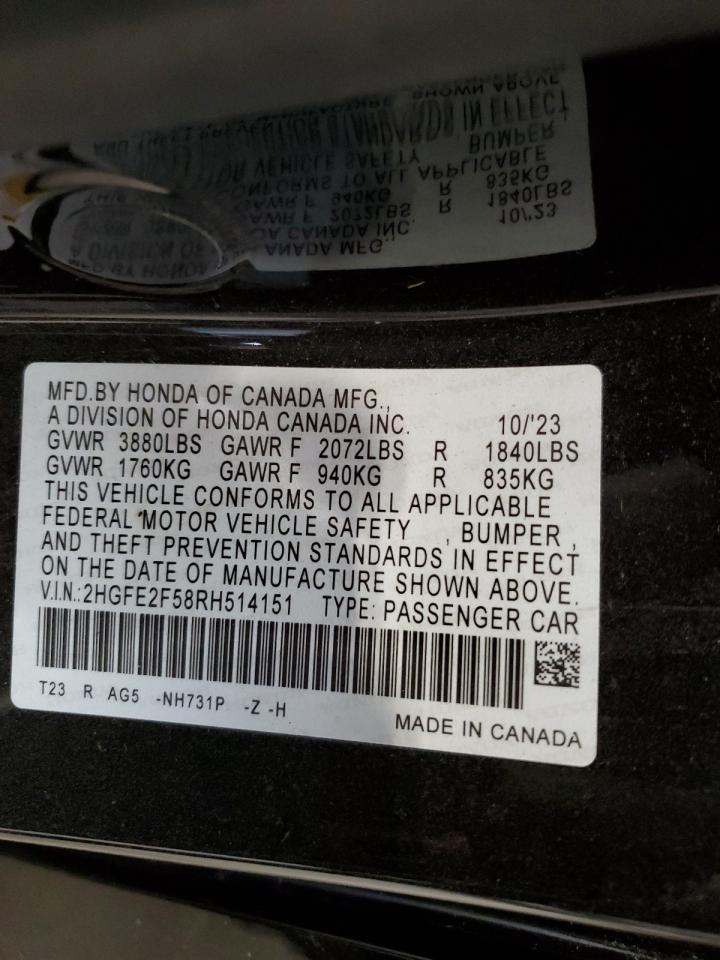 MFD.BY HONDA OF CANADA MFG.,
A DIVISION OF HONDA CANADA INC. 10/'23
GVWR 3880LBS GAWR F 2072LBS R 1840LBS
GVWR 1760KG GAWR F 940KG R 835KG
THIS VEHICLE CONFORMS TO ALL APPLICABLE
FEDERAL MOTOR VEHICLE SAFETY , BUMPER ,
AND THEFT PREVENTION STANDARDS IN EFFECT
ON THE DATE OF MANUFACTURE SHOWN ABOVE.
V.I.N.:2HGFE2F58RH514151 TYPE: PASSENGER CAR
T23 R AG5 -NH731P -Z -H
MADE IN CANADA